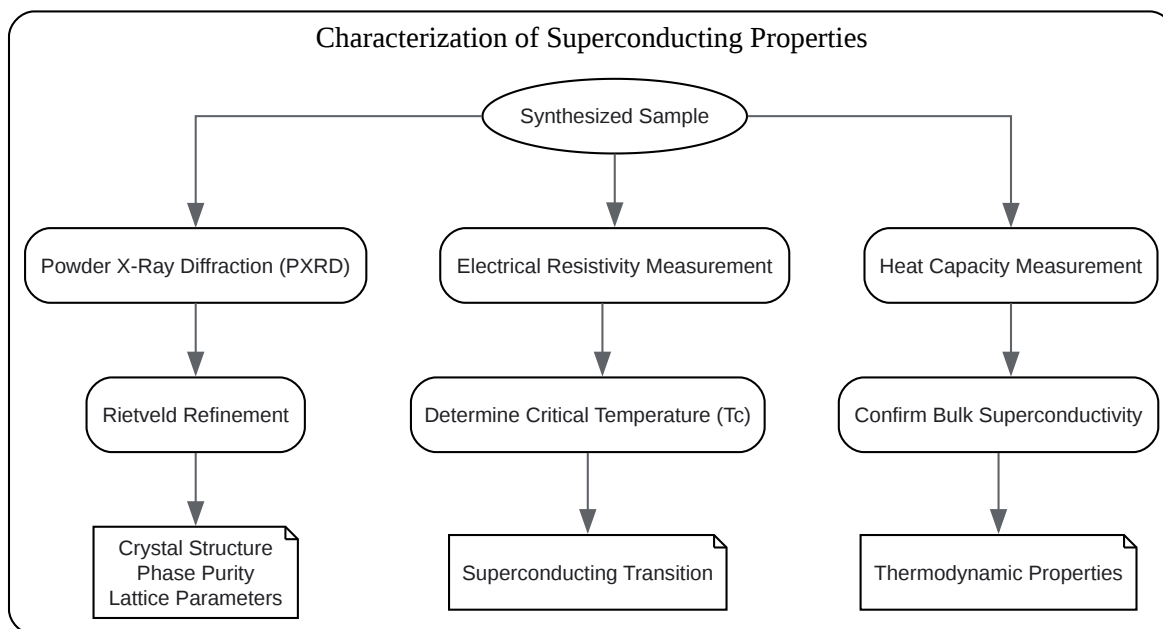 Characterization of Superconducting Properties
Synthesized Sample
Powder X-Ray Diffraction (PXRD)
Electrical Resistivity Measurement
Heat Capacity Measurement
Rietveld Refinement
Determine Critical Temperature (Tc)
Confirm Bulk Superconductivity
Crystal Structure
Phase Purity
Lattice Parameters
Superconducting Transition
Thermodynamic Properties